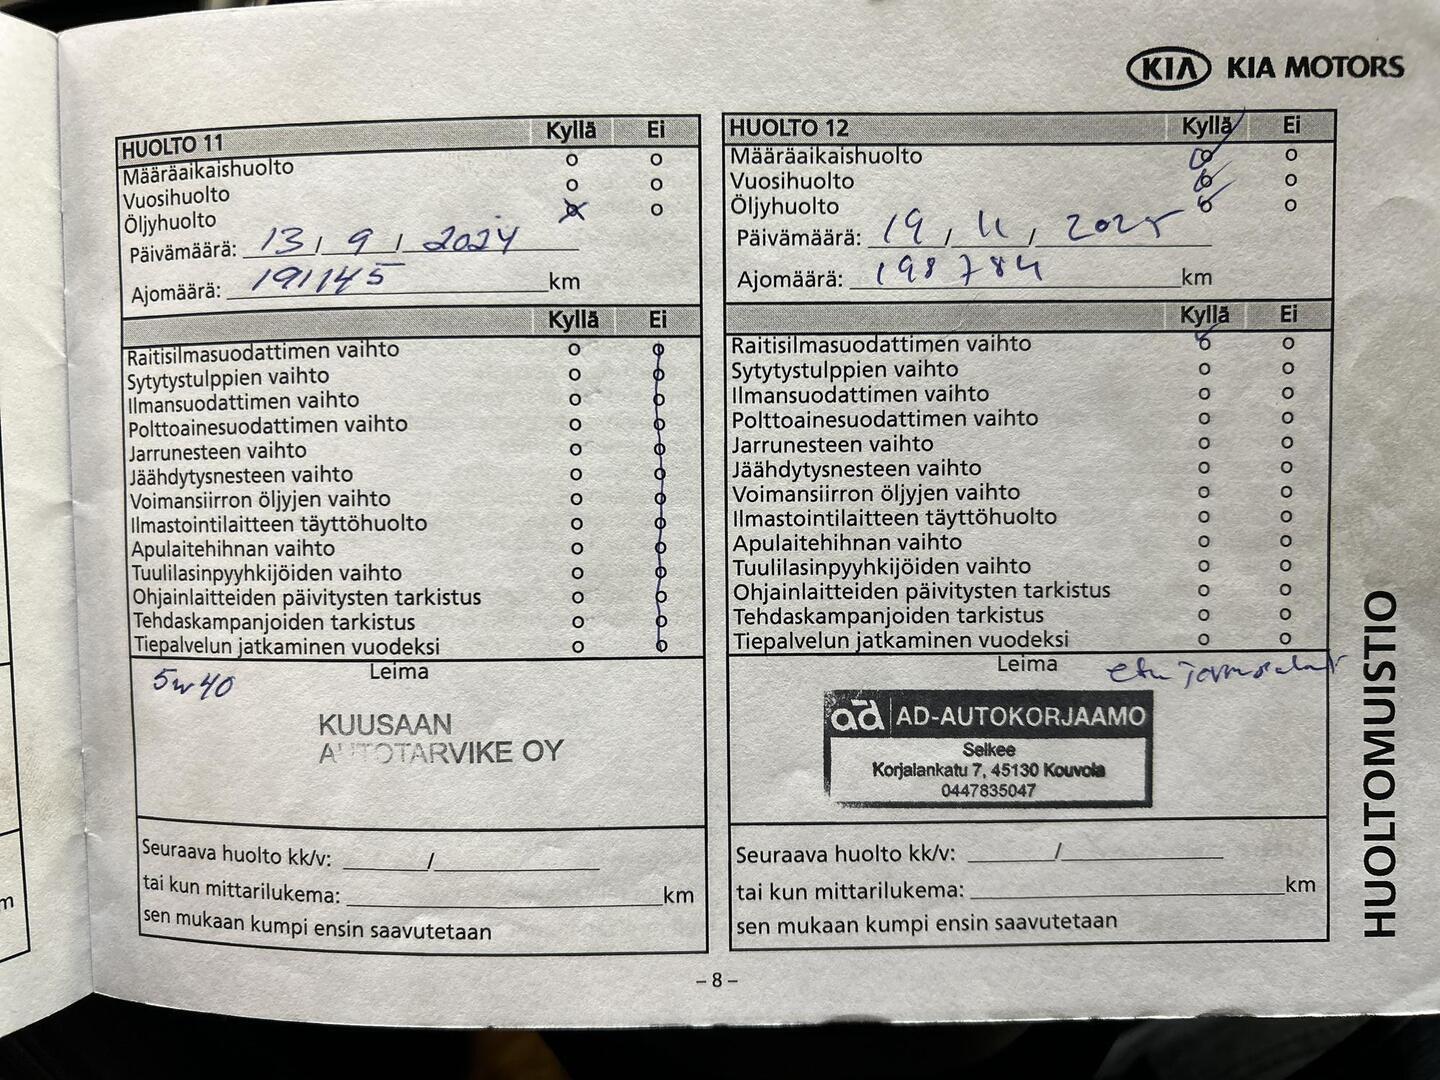 KIA KIA MOTORS
HUOLTO 11 Kyllä Ei
Määräaikaishuolto o o
Vuosihuolto o o
Öljyhuolto x o
Päivämäärä: 13 / 9 / 2024
Ajomäärä: 191145 km
Kyllä Ei
Raitisilmasuodattimen vaihto o o
Sytytystulppien vaihto o o
Ilmansuodattimen vaihto o o
Polttoainesuodattimen vaihto o o
Jarrunesteen vaihto o o
Jäähdytysnesteen vaihto o o
Voimansiirron öljyjen vaihto o o
Ilmastointilaitteen täyttöhuolto o o
Apulaitehihnan vaihto o o
Tuulilasinpyyhkijöiden vaihto o o
Ohjainlaitteiden päivitysten tarkistus o o
Tehdaskampanjoiden tarkistus o o
Tiepalvelun jatkaminen vuodeksi o o
Leima
5w40
KUUSAAN
AUTOTARVIKE OY
Seuraava huolto kk/v: /
tai kun mittarilukema: km
sen mukaan kumpi ensin saavutetaan
HUOLTO 12 Kyllä Ei
Määräaikaishuolto o o
Vuosihuolto o o
Öljyhuolto o o
Päivämäärä: 19 / 11 / 2025
Ajomäärä: 198784 km
Kyllä Ei
Raitisilmasuodattimen vaihto o o
Sytytystulppien vaihto o o
Ilmansuodattimen vaihto o o
Polttoainesuodattimen vaihto o o
Jarrunesteen vaihto o o
Jäähdytysnesteen vaihto o o
Voimansiirron öljyjen vaihto o o
Ilmastointilaitteen täyttöhuolto o o
Apulaitehihnan vaihto o o
Tuulilasinpyyhkijöiden vaihto o o
Ohjainlaitteiden päivitysten tarkistus o o
Tehdaskampanjoiden tarkistus o o
Tiepalvelun jatkaminen vuodeksi o o
Leima etu
ad AD-AUTOKORJAAMO
Selkee
Korjalankatu 7, 45130 Kouvola
0447835047
Seuraava huolto kk/v: /
tai kun mittarilukema: km
sen mukaan kumpi ensin saavutetaan
HUOLTOMUISTIO
– 8 –
m